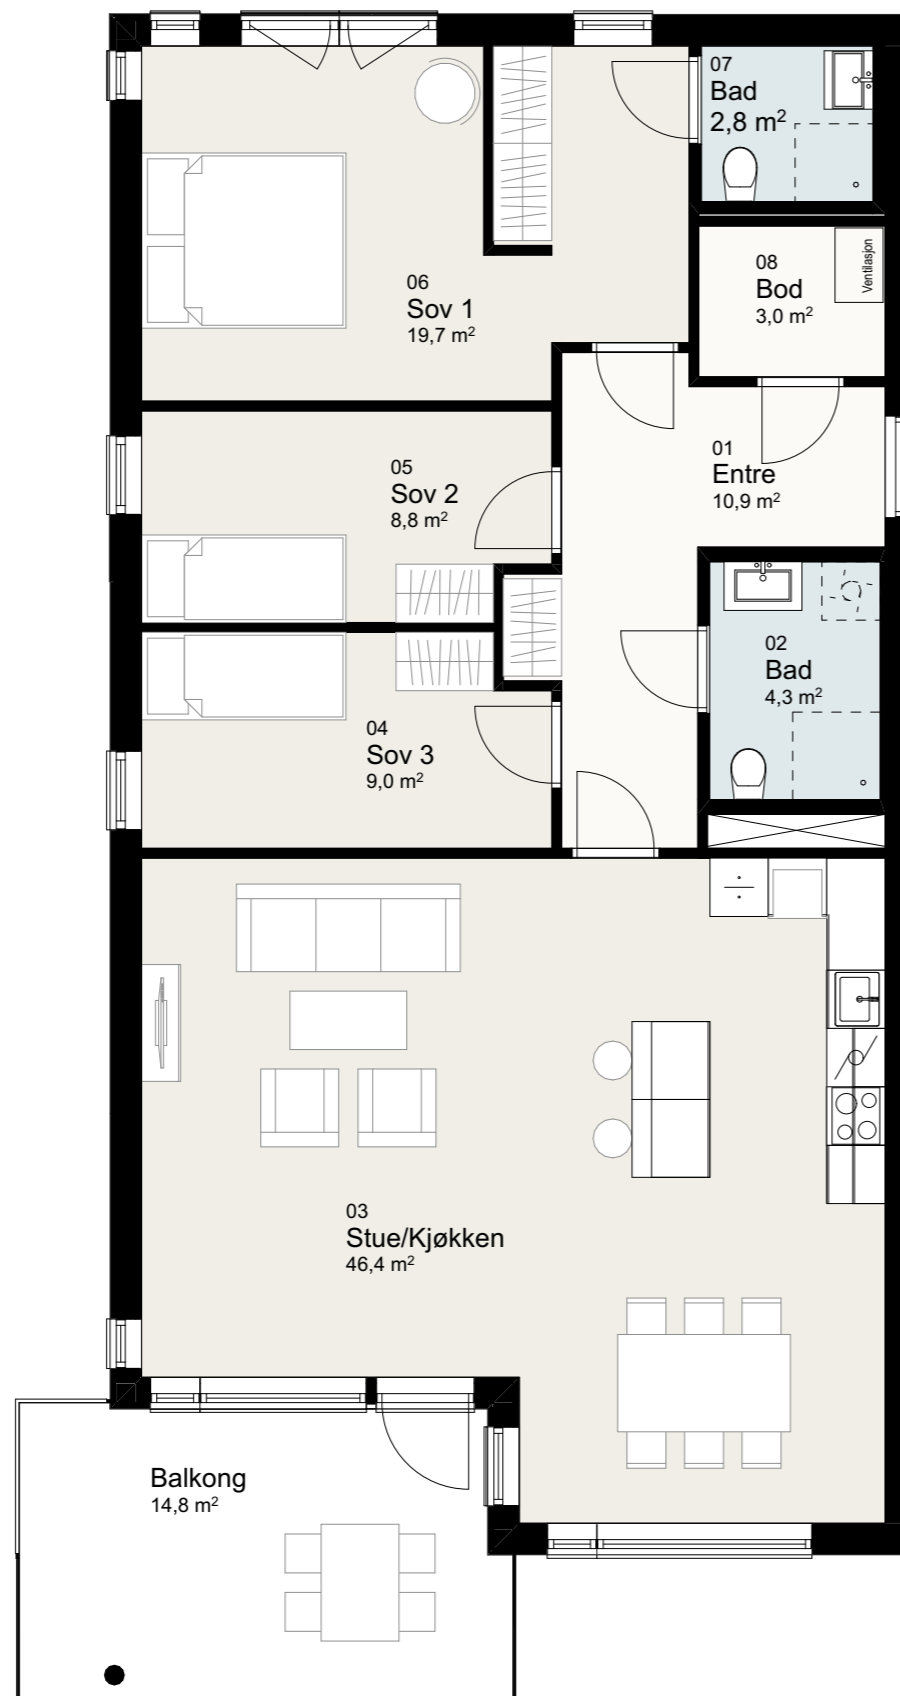 07
Bad
2,8 m²
08
Bod
3,0 m²
Ventilasjon
06
Sov 1
19,7 m²
01
Entre
10,9 m²
05
Sov 2
8,8 m²
02
Bad
4,3 m²
04
Sov 3
9,0 m²
03
Stue/Kjøkken
46,4 m²
Balkong
14,8 m²